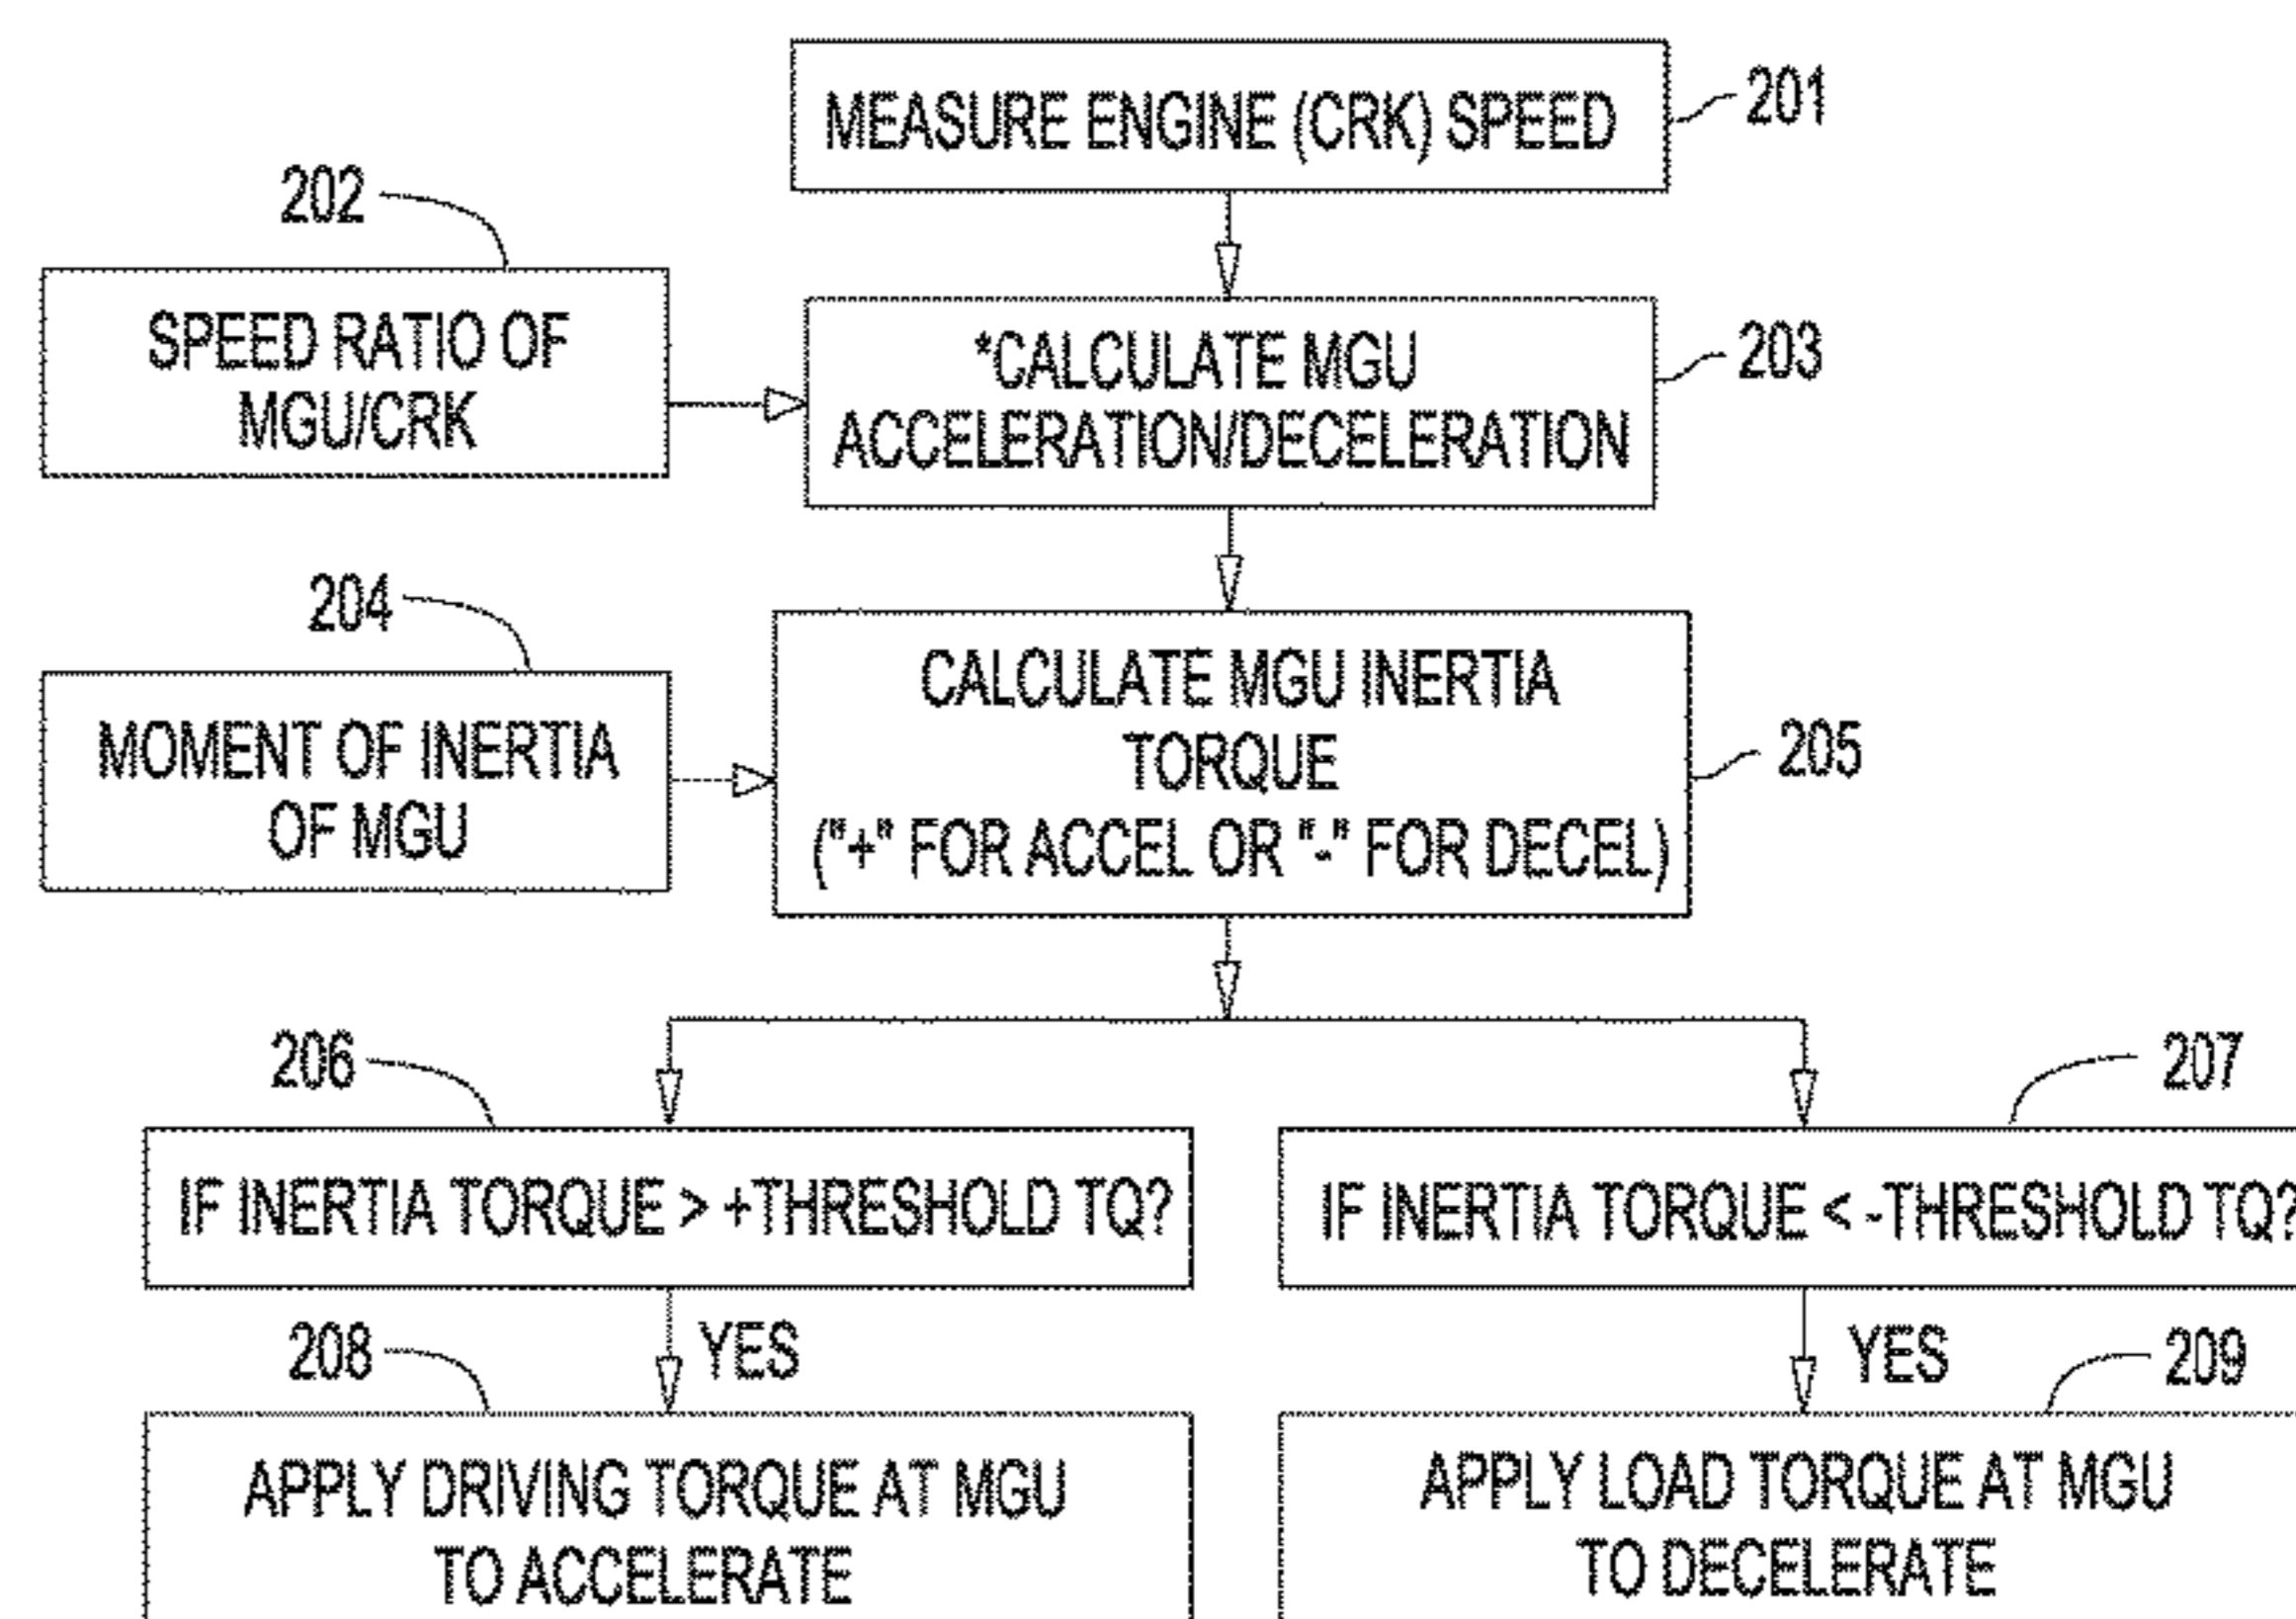 MEASURE ENGINE (CRK) SPEED
201
202
SPEED RATIO OF
MGU/CRK
*CALCULATE MGU
ACCELERATION/DECELERATION
203
204
MOMENT OF INERTIA
OF MGU
CALCULATE MGU INERTIA
TORQUE
("+" FOR ACCEL OR "-" FOR DECEL)
205
206
IF INERTIA TORQUE > +THRESHOLD TQ?
207
IF INERTIA TORQUE < -THRESHOLD TQ?
YES
YES
208
APPLY DRIVING TORQUE AT MGU
TO ACCELERATE
209
APPLY LOAD TORQUE AT MGU
TO DECELERATE